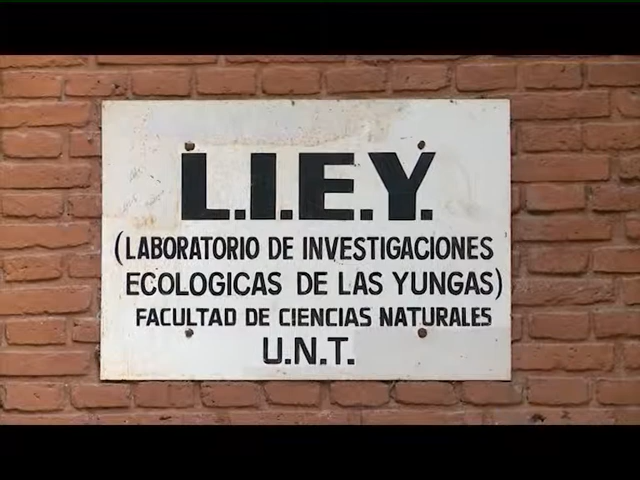 L.I.E.Y.
(LABORATORIO DE INVESTIGACIONES
ECOLOGICAS DE LAS YUNGAS)
FACULTAD DE CIENCIAS NATURALES
U.N.T.